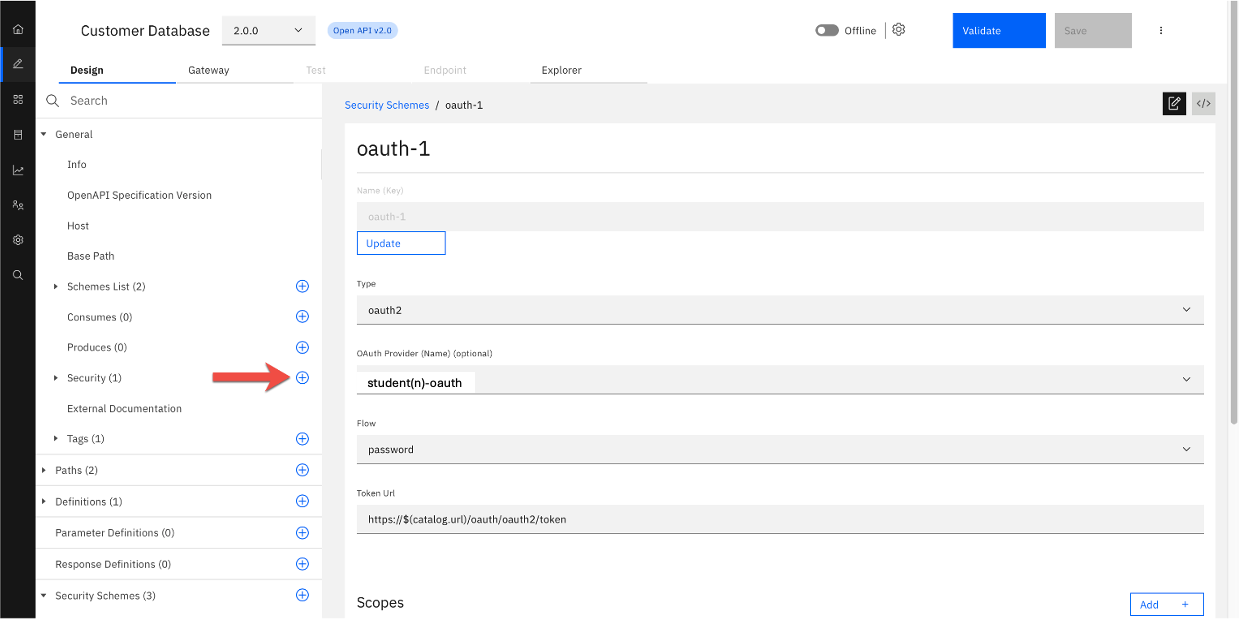 Customer Database
2.0.0
Open API v2.0
Offline
Validate
Save
Design
Gateway
Test
Endpoint
Explorer
Search
General
Info
OpenAPI Specification Version
Host
Base Path
Schemes List (2)
Consumes (0)
Produces (0)
Security (1)
External Documentation
Tags (1)
Paths (2)
Definitions (1)
Parameter Definitions (0)
Response Definitions (0)
Security Schemes (3)
Security Schemes / oauth-1
</>
oauth-1
Name (Key)
oauth-1
Update
Type
oauth2
OAuth Provider (Name) (optional)
student(n)-oauth
Flow
password
Token Url
https://$(catalog.url)/oauth/oauth2/token
Scopes
Add +